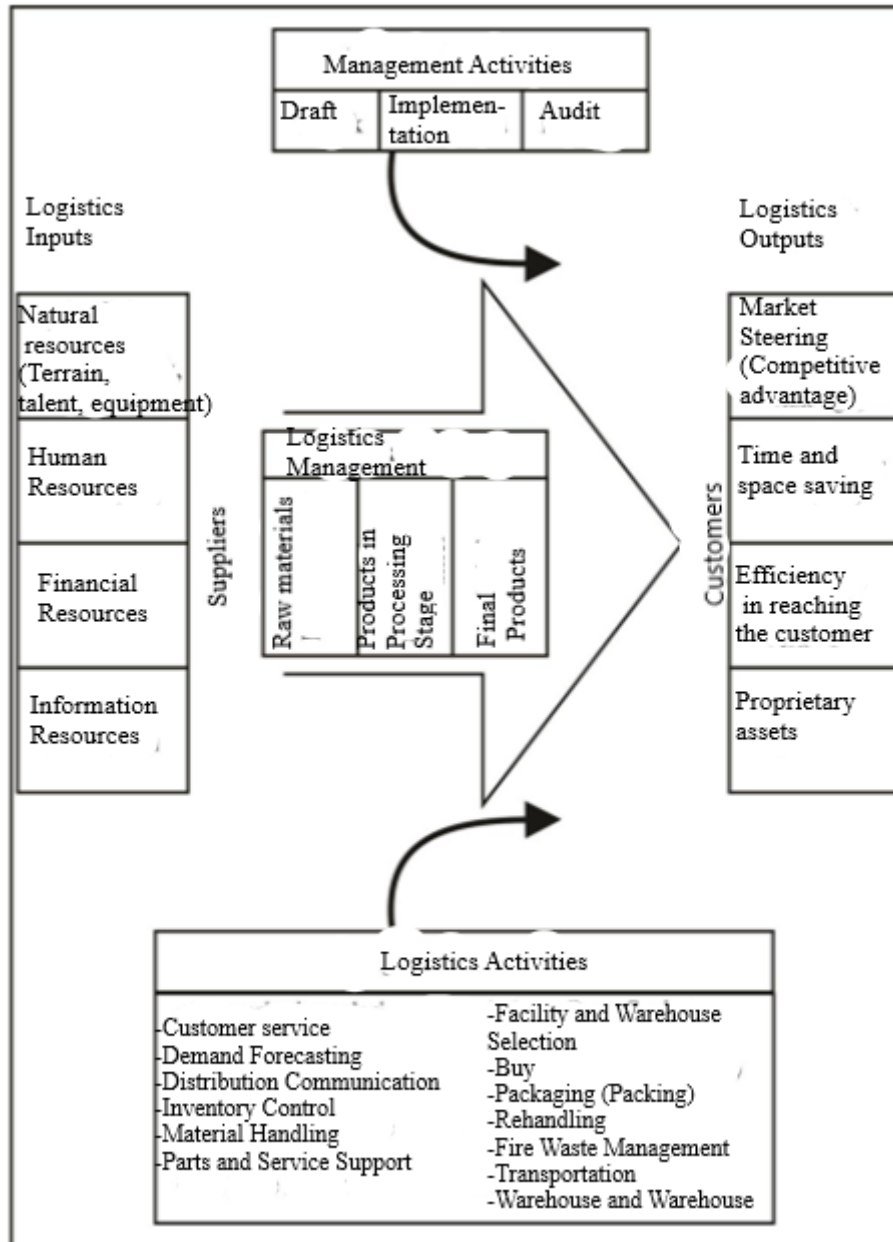 Management Activities
Draft
Implemen-
tation
Audit
Logistics
Inputs
Logistics
Outputs
Natural
resources
(Terrain,
talent, equipment)
Human
Resources
Financial
Resources
Information
Resources
Suppliers
Logistics
Management
Raw materials
Products in
Processing
Stage
Final
Products
Customers
Market
Steering
(Competitive
advantage)
Time and
space saving
Efficiency
in reaching
the customer
Proprietary
assets
Logistics Activities
-Customer service
-Demand Forecasting
-Distribution Communication
-Inventory Control
-Material Handling
-Parts and Service Support
-Facility and Warehouse
Selection
-Buy
-Packaging (Packing)
-Rehandling
-Fire Waste Management
-Transportation
-Warehouse and Warehouse